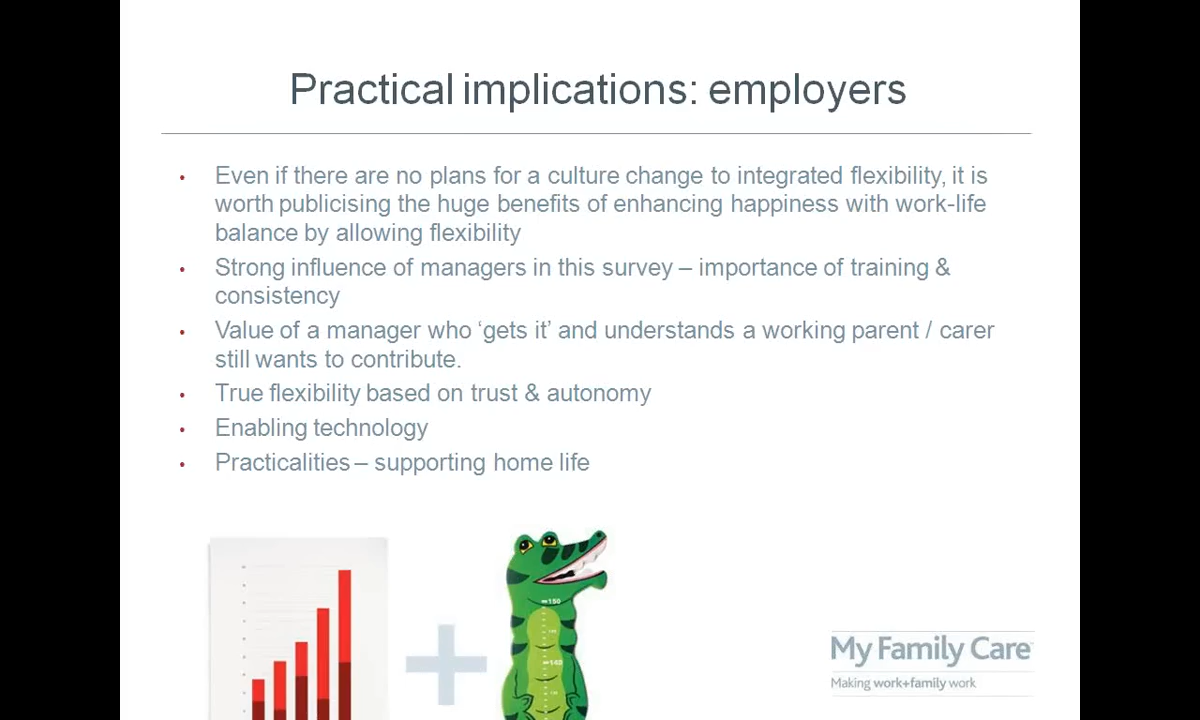 Practical implications: employers
• Even if there are no plans for a culture change to integrated flexibility, it is
worth publicising the huge benefits of enhancing happiness with work-life
balance by allowing flexibility
• Strong influence of managers in this survey – importance of training &
consistency
• Value of a manager who ‘gets it’ and understands a working parent / carer
still wants to contribute.
• True flexibility based on trust & autonomy
• Enabling technology
• Practicalities – supporting home life
150
140
My Family Care
Making work+family work